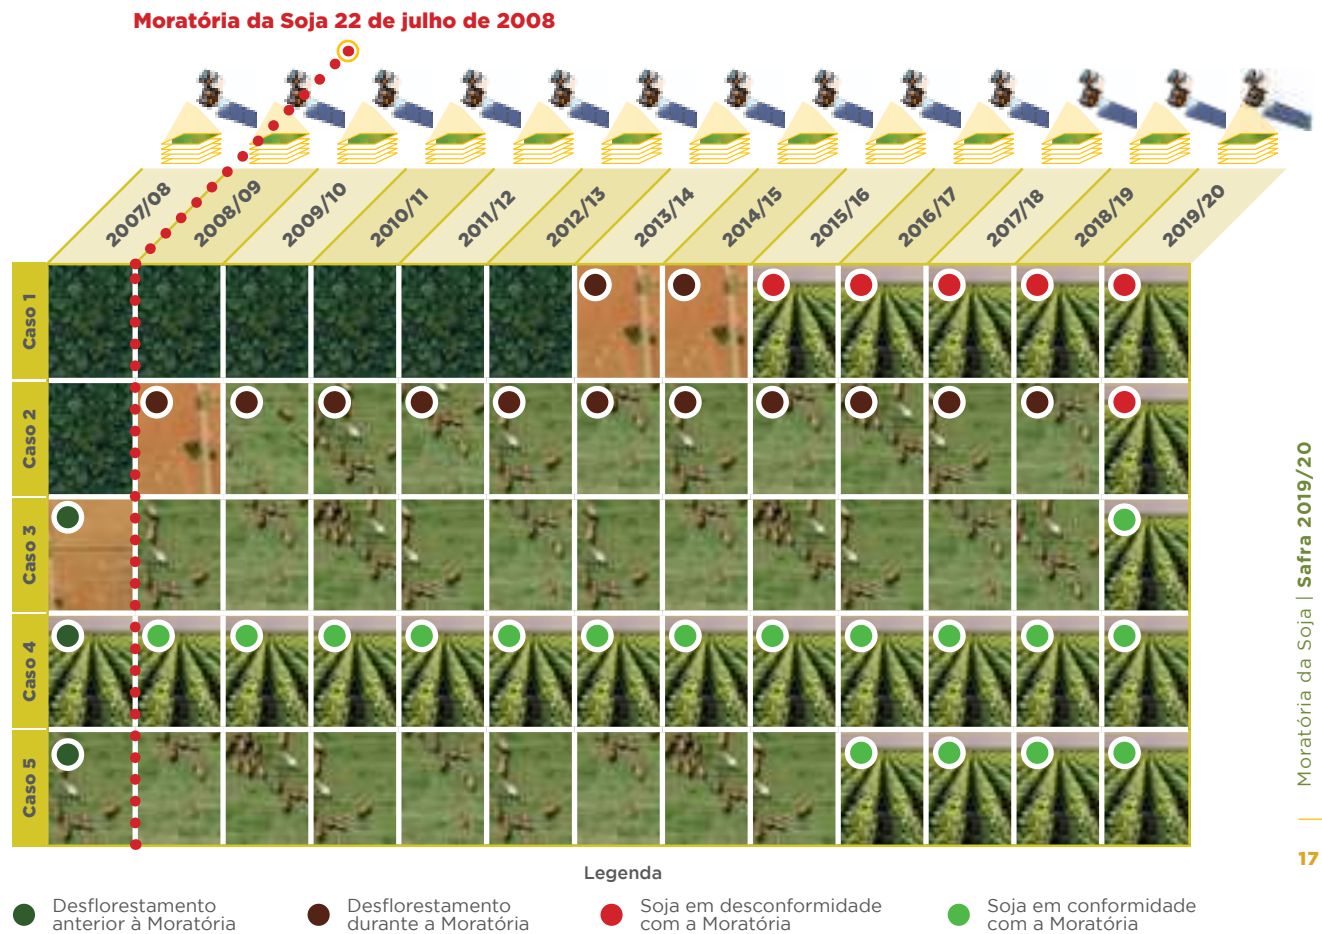 Moratória da Soja 22 de julho de 2008
2007/08
2008/09
2009/10
2010/11
2011/12
2012/13
2013/14
2014/15
2015/16
2016/17
2017/18
2018/19
2019/20
Caso 1
Caso 2
Caso 3
Caso 4
Caso 5
Legenda
Desflorestamento
anterior à Moratória
Desflorestamento
durante a Moratória
Soja em desconformidade
com a Moratória
Soja em conformidade
com a Moratória
Moratória da Soja | Safra 2019/20
17